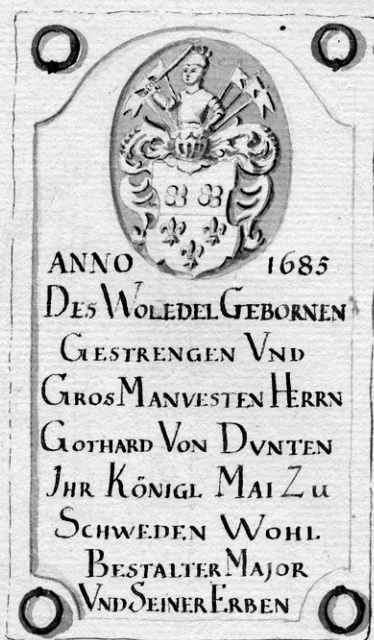 ANNO 1685
DES WOLEDEL GEBORNEN
GESTRENGEN VND
GROS MANVESTEN HERRN
GOTHARD VON DVNTEN
IHR KÖNIGL MAI ZU
SCHWEDEN WOHL
BESTALTER MAJOR
VND SEINER ERBEN